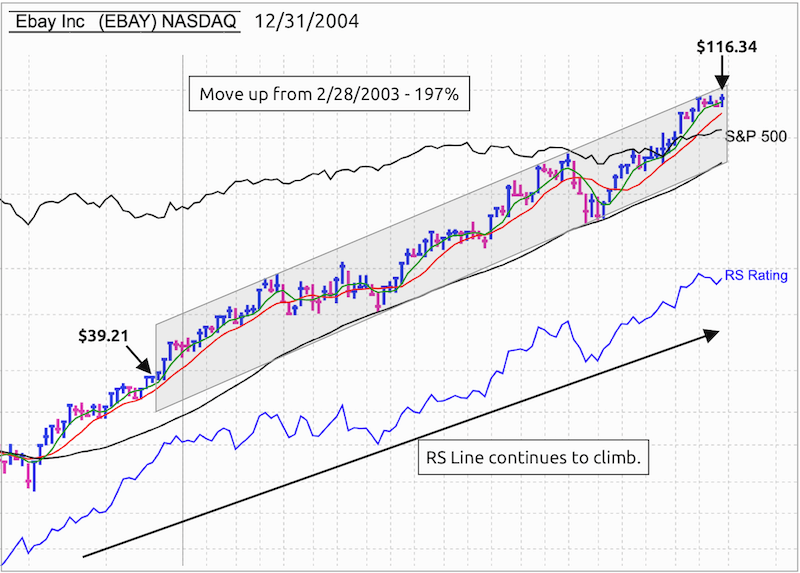 Ebay Inc (EBAY) NASDAQ 12/31/2004
$116.34
Move up from 2/28/2003 - 197%
S&P 500
RS Rating
$39.21
RS Line continues to climb.